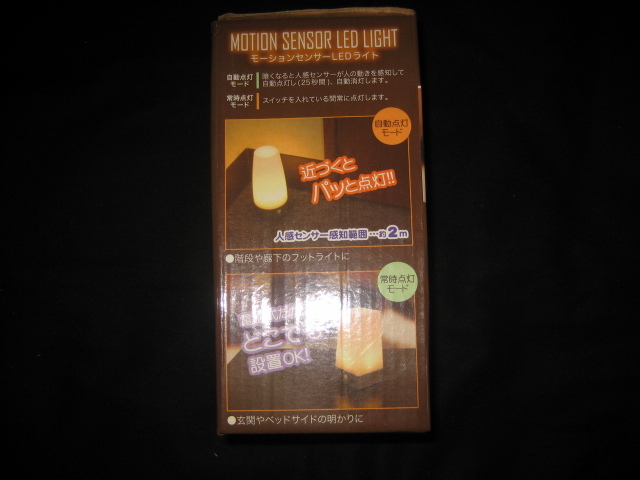 MOTION SENSOR LED LIGHT
モーションセンサーLEDライト
自動点灯モード
暗くなると人感センサーが人の動きを感知して
自動点灯し(25秒間)、自動消灯します。
常時点灯モード
スイッチを入れている間常に点灯します。
自動点灯
モード
近づくと
パッと点灯!!
人感センサー感知範囲…約2m
●階段や廊下のフットライトに
常時点灯
モード
どこでも
設置OK!
●玄関やベッドサイドの明かりに